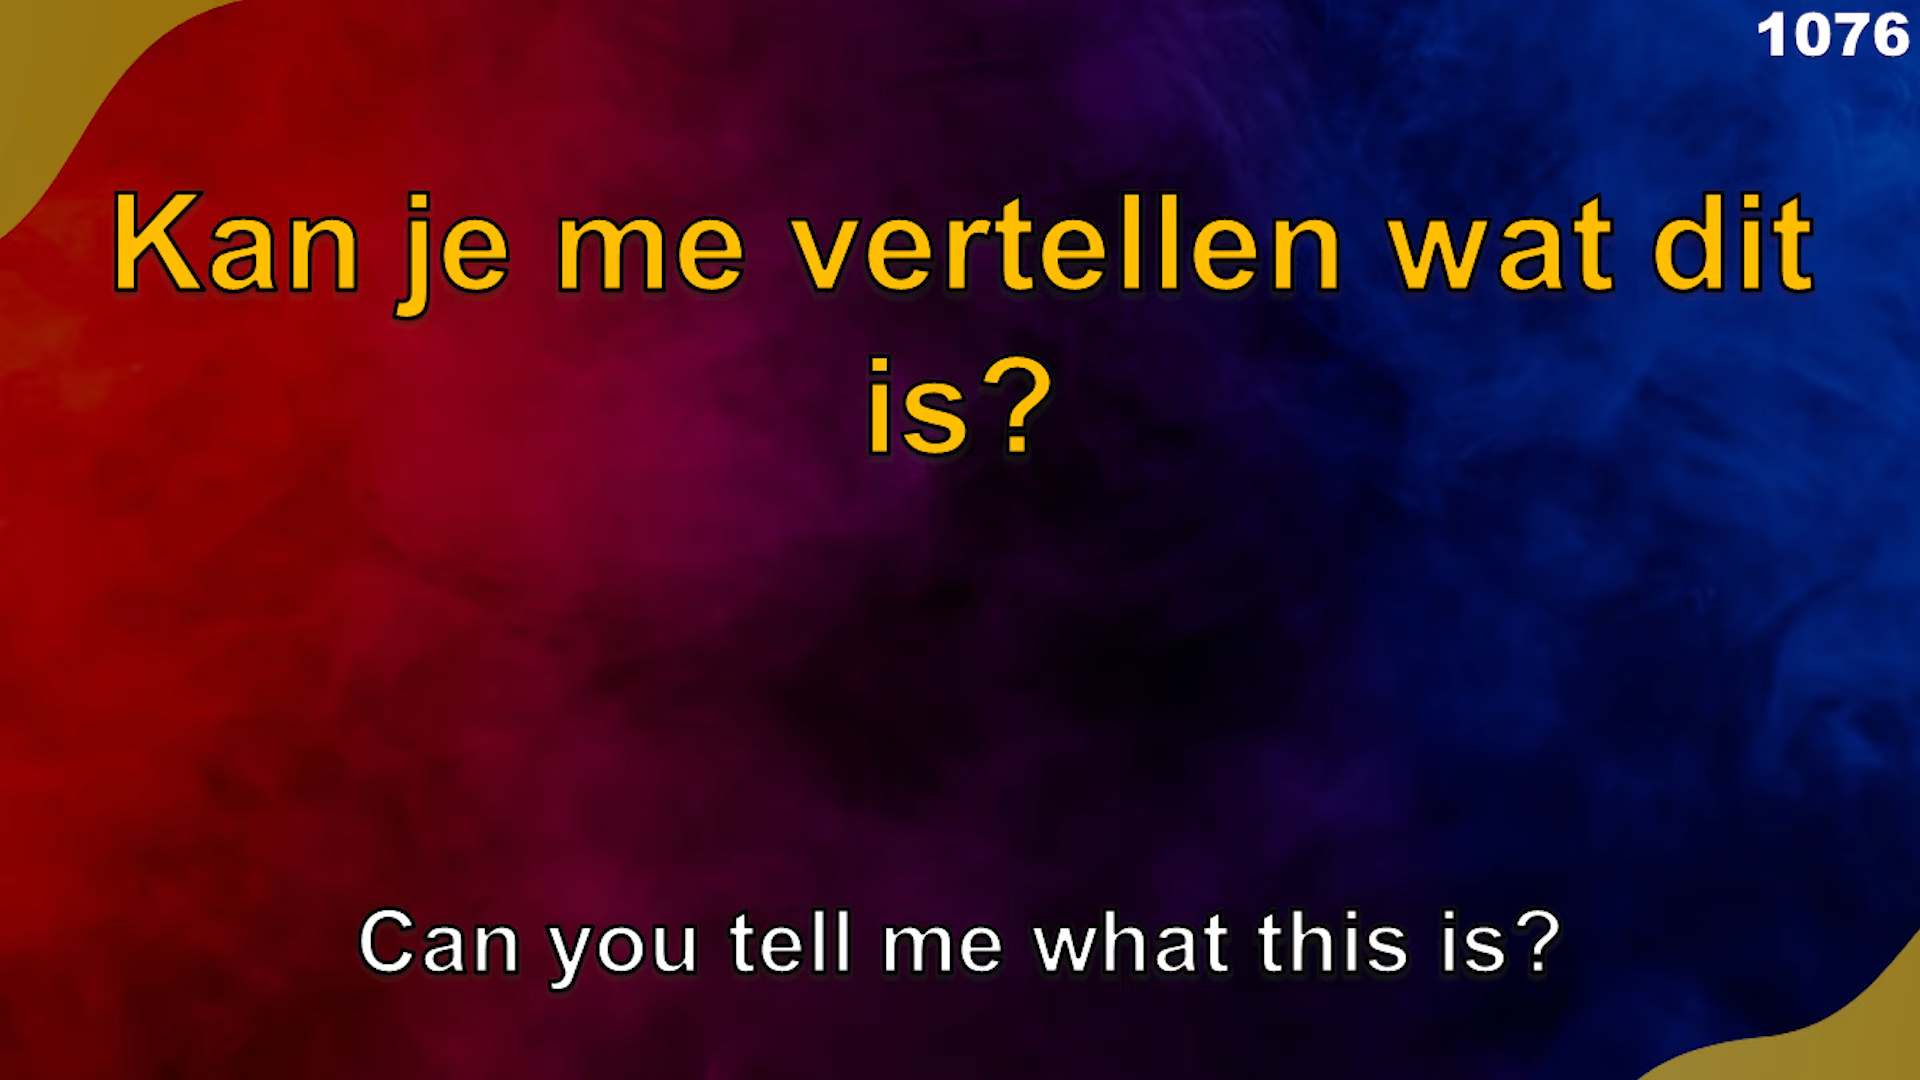 1076
Kan je me vertellen wat dit
is?
Can you tell me what this is?